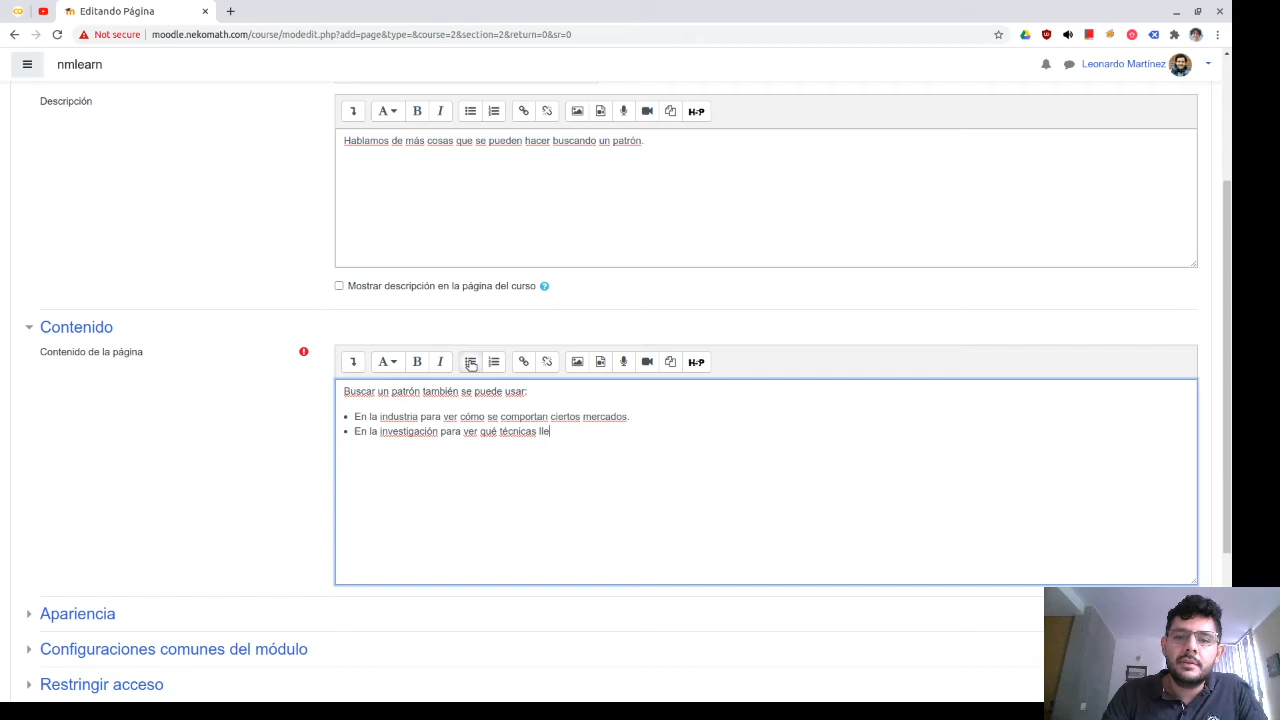 Editando Página
Not secure
moodle.nekomath.com/course/modedit.php?add=page&type=&course=2&section=2&return=0&sr=0
nmlearn
Leonardo Martínez
Descripción
A B I H-P
Hablamos de más cosas que se pueden hacer buscando un patrón.
Mostrar descripción en la página del curso
Contenido
Contenido de la página
A B I H-P
Buscar un patrón también se puede usar:
• En la industria para ver cómo se comportan ciertos mercados.
• En la investigación para ver qué técnicas lle
Apariencia
Configuraciones comunes del módulo
Restringir acceso